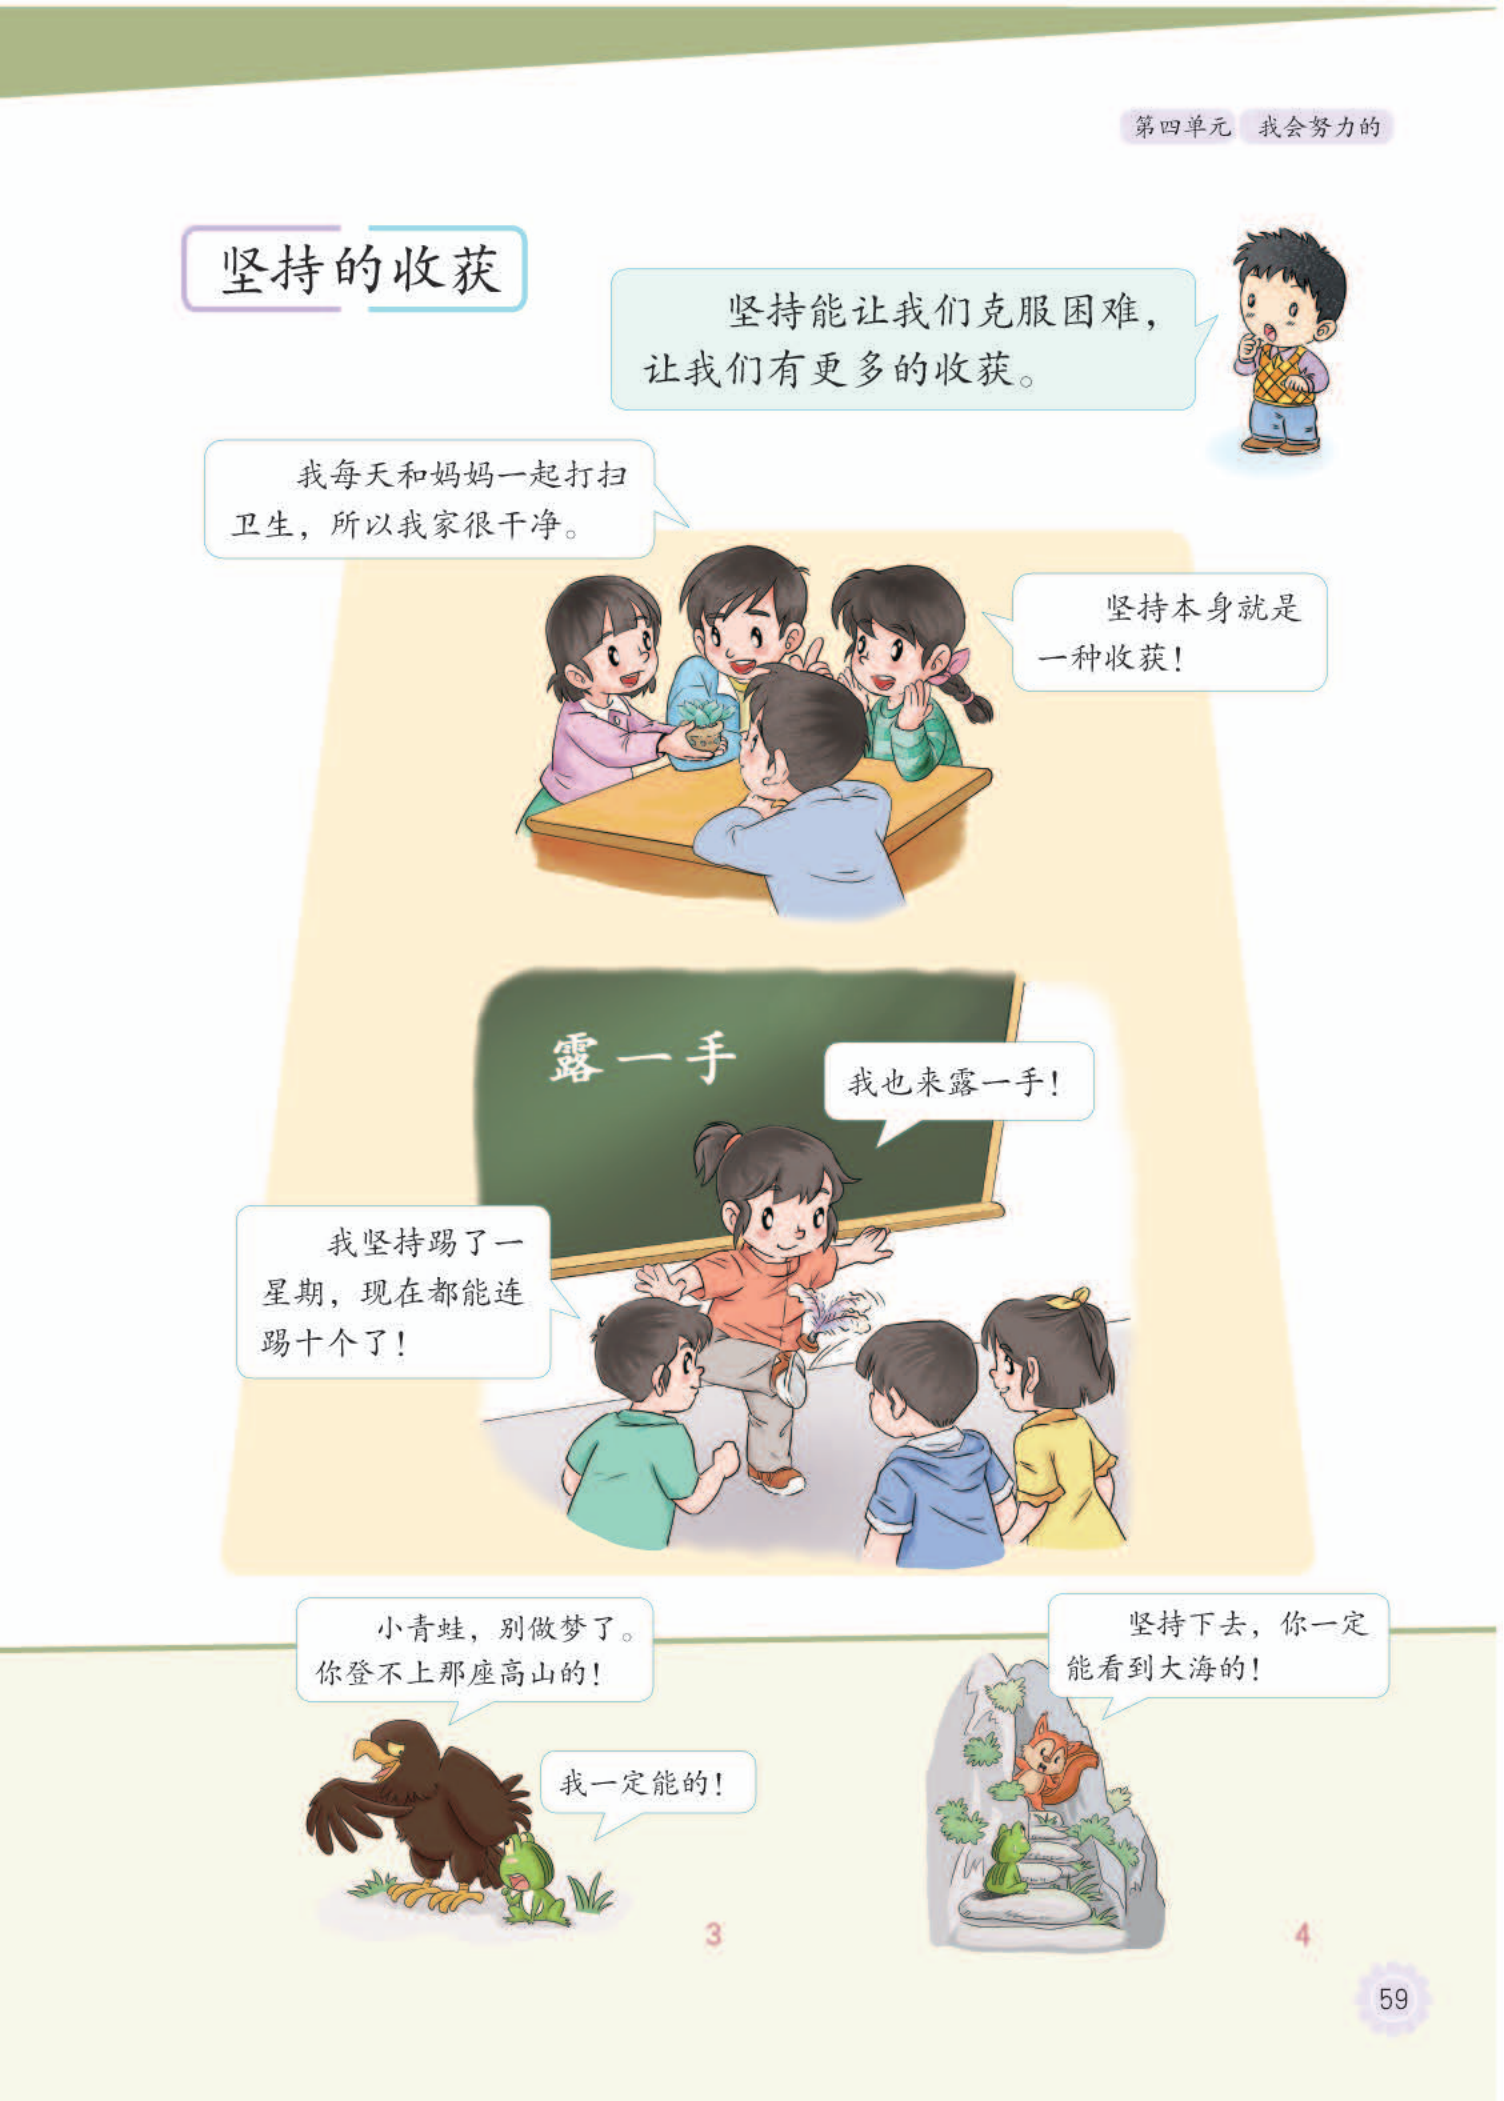 第四单元 我会努力的
坚持的收获
坚持能让我们克服困难，
让我们有更多的收获。
我每天和妈妈一起打扫
卫生，所以我家很干净。
坚持本身就是
一种收获！
露一手
我也来露一手！
我坚持踢了一
星期，现在都能连
踢十个了！
小青蛙，别做梦了。
你登不上那座高山的！
我一定能的！
3
坚持下去，你一定
能看到大海的！
4
59